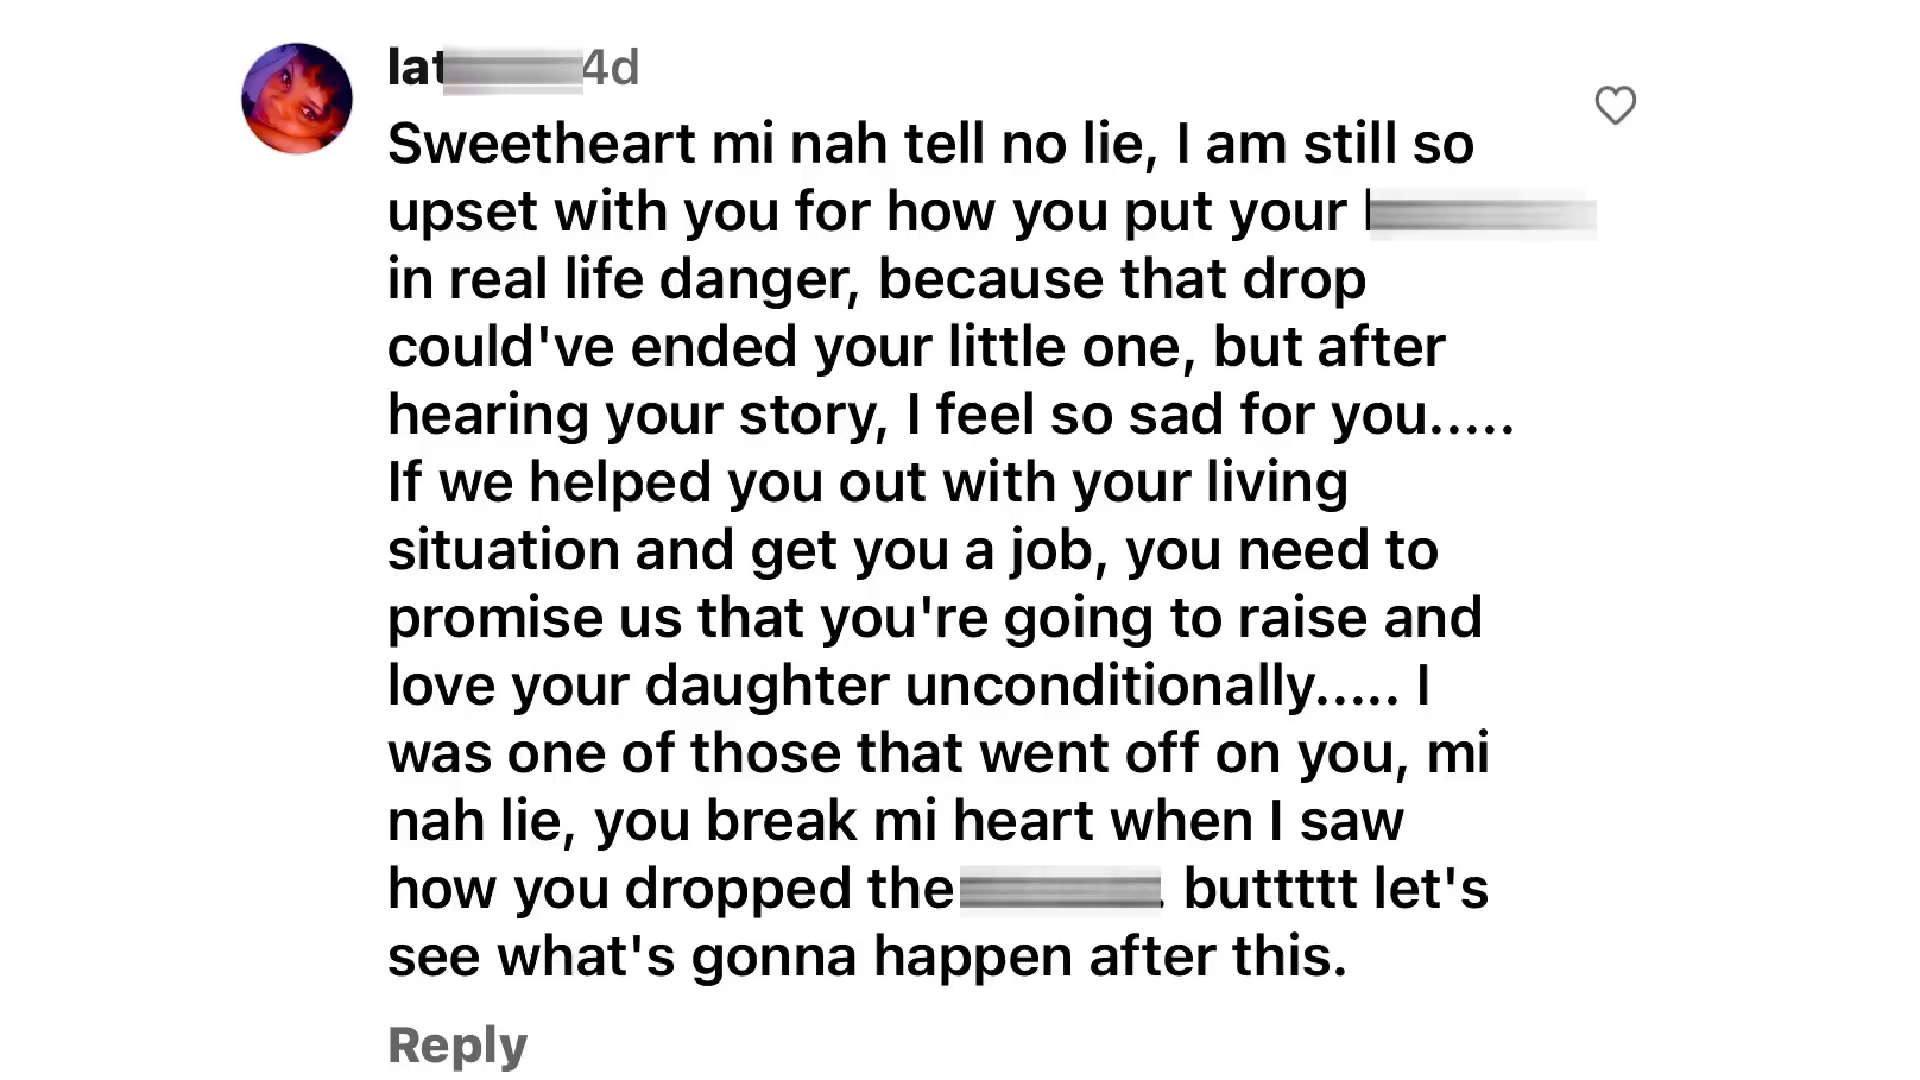 lat 4d
Sweetheart mi nah tell no lie, I am still so
upset with you for how you put your
in real life danger, because that drop
could've ended your little one, but after
hearing your story, I feel so sad for you.....
If we helped you out with your living
situation and get you a job, you need to
promise us that you're going to raise and
love your daughter unconditionally..... I
was one of those that went off on you, mi
nah lie, you break mi heart when I saw
how you dropped the buttttt let's
see what's gonna happen after this.
Reply